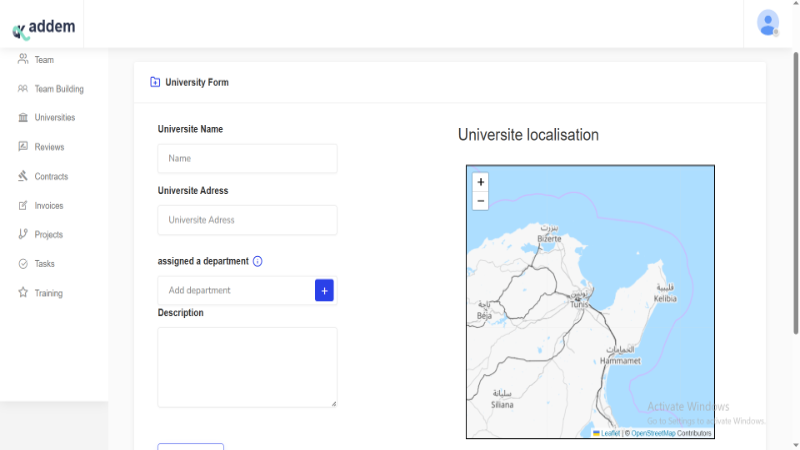 addem
Team
Team Building
Universities
Reviews
Contracts
Invoices
Projects
Tasks
Training
University Form
Universite Name
Name
Universite Adress
Universite Adress
assigned a department
Add department
+
Description
Universite localisation
+
−
بنزرت
Bizerte
تونس
Tunis
باجة
Béja
قليبية
Kelibia
الحمامات
Hammamet
سليانة
Siliana
Activate Windows
Go to Settings to activate Windows.
Leaflet | © OpenStreetMap Contributors